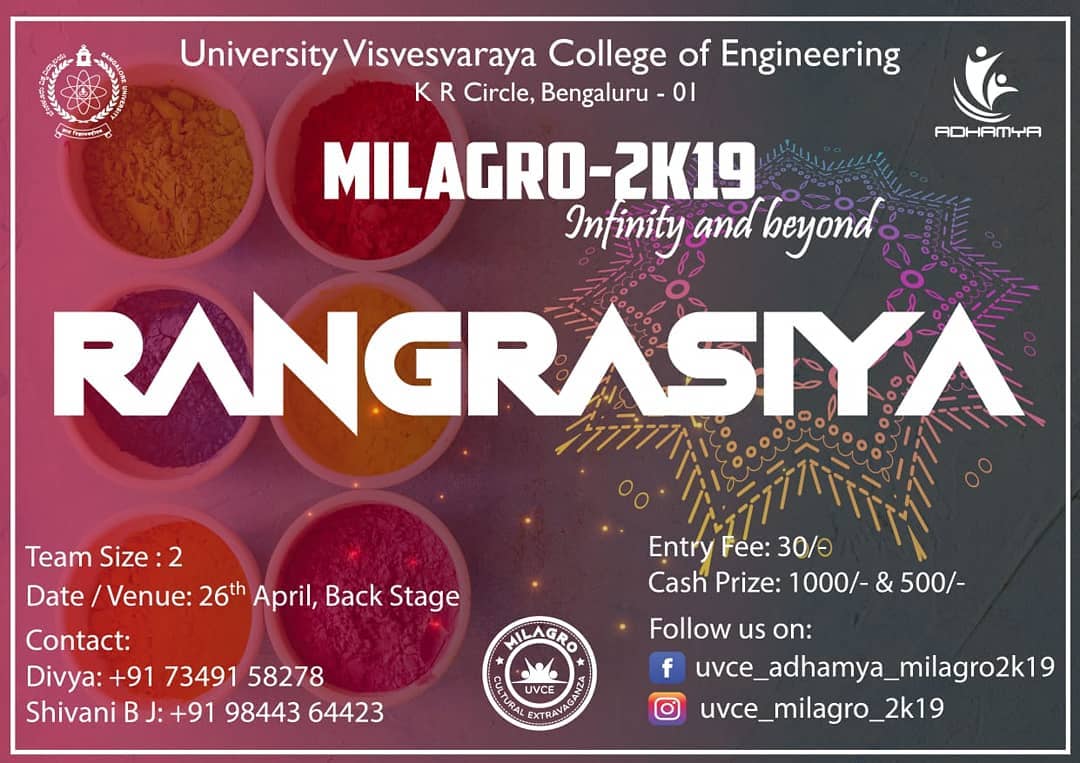 University Visvesvaraya College of Engineering
K R Circle, Bengaluru - 01
BANGALORE UNIVERSITY
ADHAMYA
MILAGRO-2K19
Infinity and beyond
RANGRASIYA
Team Size : 2
Date / Venue: 26th April, Back Stage
Contact:
Divya: +91 73491 58278
Shivani B J: +91 98443 64423
MILAGRO
UVCE
CULTURAL EXTRAVAGANZA
Entry Fee: 30/-
Cash Prize: 1000/- & 500/-
Follow us on:
f uvce_adhamya_milagro2k19
uvce_milagro_2k19